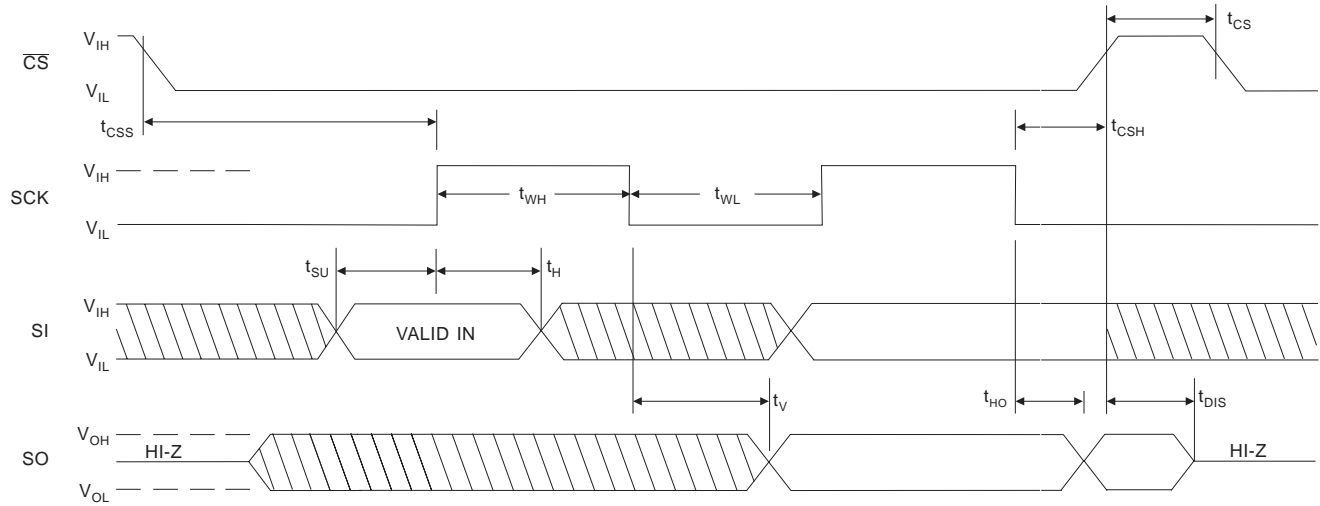 t_CS
V_IH
CS
V_IL
t_CSS
t_CSH
V_IH
SCK
t_WH
t_WL
V_IL
t_SU
t_H
V_IH
SI
VALID IN
V_IL
t_V
t_HO
t_DIS
V_OH
SO
HI-Z
HI-Z
V_OL